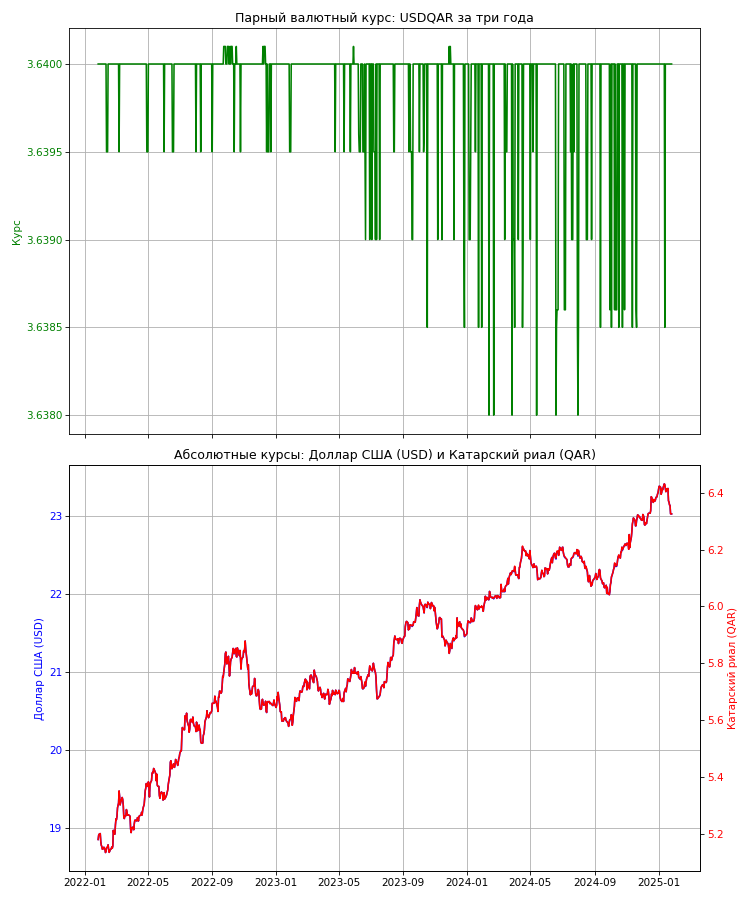 Парный валютный курс: USDQAR за три года
3.6400
3.6395
3.6390
3.6385
3.6380
Курс
Абсолютные курсы: Доллар США (USD) и Катарский риал (QAR)
23
22
21
20
19
Доллар США (USD)
6.4
6.2
6.0
5.8
5.6
5.4
5.2
Катарский риал (QAR)
2022-01 2022-05 2022-09 2023-01 2023-05 2023-09 2024-01 2024-05 2024-09 2025-01